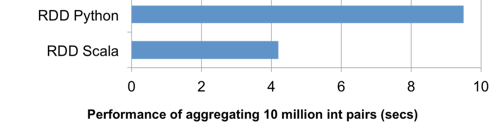 RDD Python
RDD Scala
0 2 4 6 8 10
Performance of aggregating 10 million int pairs (secs)